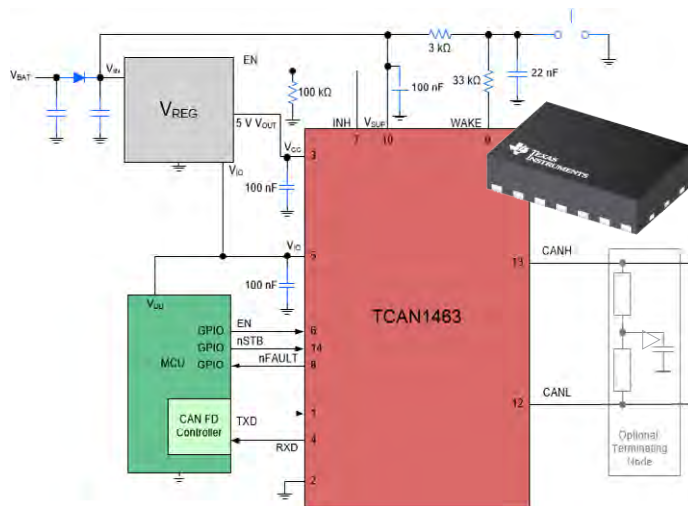 3 kΩ
V_BAT
V_IN
EN
100 kΩ
100 nF
33 kΩ
22 nF
V_REG
5 V V_OUT
INH
V_SUP
WAKE
7
10
9
TEXAS
INSTRUMENTS
V_CC
3
V_IO
100 nF
V_IO
5
13
CANH
100 nF
TCAN1463
V_DD
GPIO
EN
6
GPIO
nSTB
14
MCU
GPIO
nFAULT
8
CANL
12
CAN FD
Controller
TXD
1
RXD
4
2
Optional
Terminating
Node